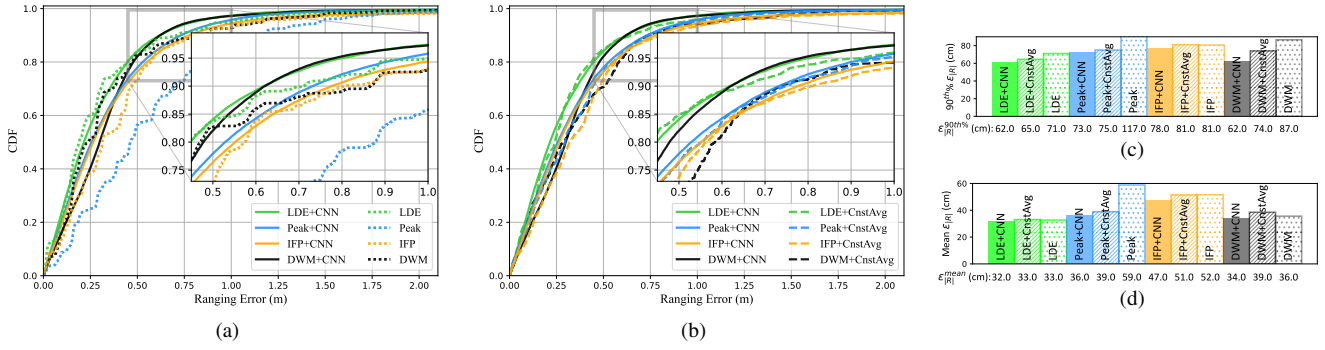 CDF
1.0
0.8
0.6
0.4
0.2
0.0
0.95
0.90
0.85
0.80
0.75
0.5 0.6 0.7 0.8 0.9 1.0
LDE+CNN LDE
Peak+CNN Peak
IFP+CNN IFP
DWM+CNN DWM
0.00 0.25 0.50 0.75 1.00 1.25 1.50 1.75 2.00
Ranging Error (m)
(a)
CDF
1.0
0.8
0.6
0.4
0.2
0.0
0.95
0.90
0.85
0.80
0.75
0.5 0.6 0.7 0.8 0.9 1.0
LDE+CNN LDE+CnstAvg
Peak+CNN Peak+CnstAvg
IFP+CNN IFP+CnstAvg
DWM+CNN DWM+CnstAvg
0.00 0.25 0.50 0.75 1.00 1.25 1.50 1.75 2.00
Ranging Error (m)
(b)
90th% ε|R| (cm)
80
60
40
20
0
LDE+CNN LDE+CnstAvg LDE Peak+CNN Peak+CnstAvg Peak IFP+CNN IFP+CnstAvg IFP DWM+CNN DWM+CnstAvg DWM
ε|R|90th% (cm): 62.0 65.0 71.0 73.0 75.0 117.0 78.0 81.0 81.0 62.0 74.0 87.0
(c)
Mean ε|R| (cm)
60
40
20
0
LDE+CNN LDE+CnstAvg LDE Peak+CNN Peak+CnstAvg Peak IFP+CNN IFP+CnstAvg IFP DWM+CNN DWM+CnstAvg DWM
ε|R|mean (cm): 32.0 33.0 33.0 36.0 39.0 59.0 47.0 51.0 52.0 34.0 39.0 36.0
(d)